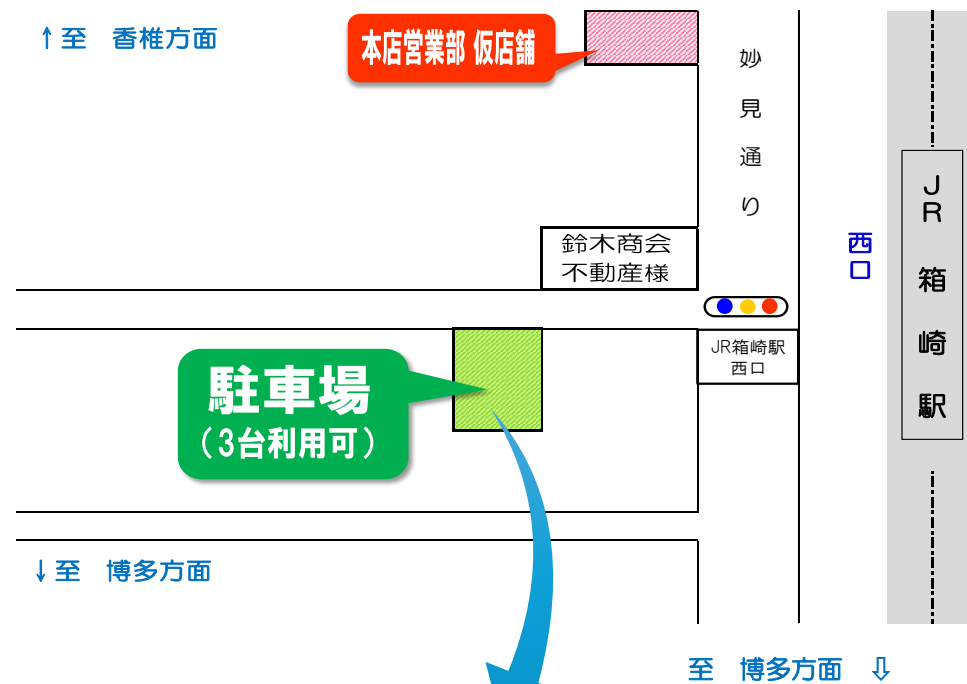 ↑至　香椎方面
本店営業部 仮店舗
妙見通り
鈴木商会
不動産様
西口
JR箱崎駅
JR箱崎駅
西口
駐車場
(3台利用可)
↓至　博多方面
至　博多方面　⇩